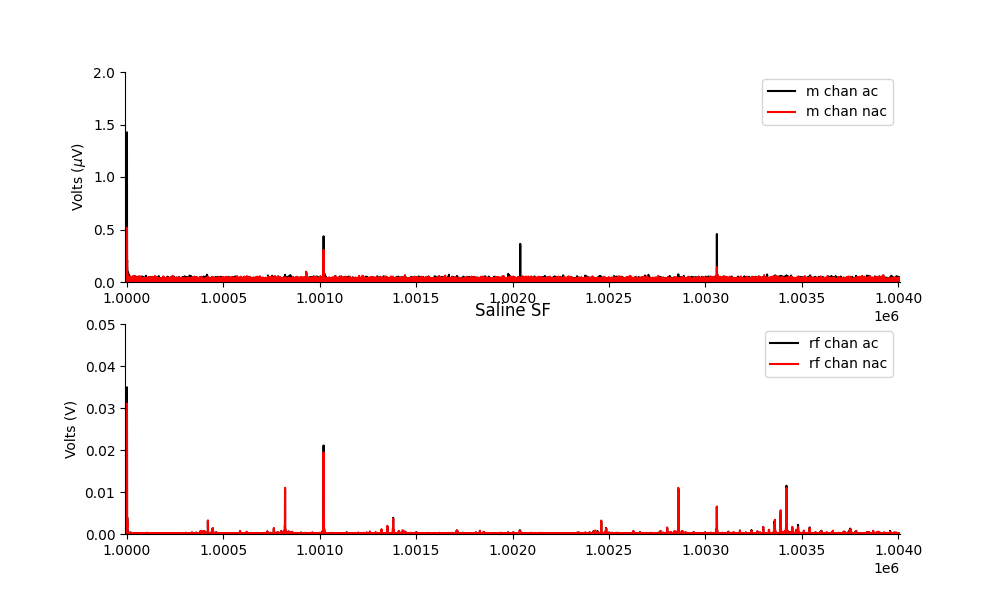 2.0
1.5
1.0
0.5
0.0
Volts (μV)
m chan ac
m chan nac
1.0000 1.0005 1.0010 1.0015 1.0020 1.0025 1.0030 1.0035 1.0040
1e6
Saline SF
0.05
0.04
0.03
0.02
0.01
0.00
Volts (V)
rf chan ac
rf chan nac
1.0000 1.0005 1.0010 1.0015 1.0020 1.0025 1.0030 1.0035 1.0040
1e6